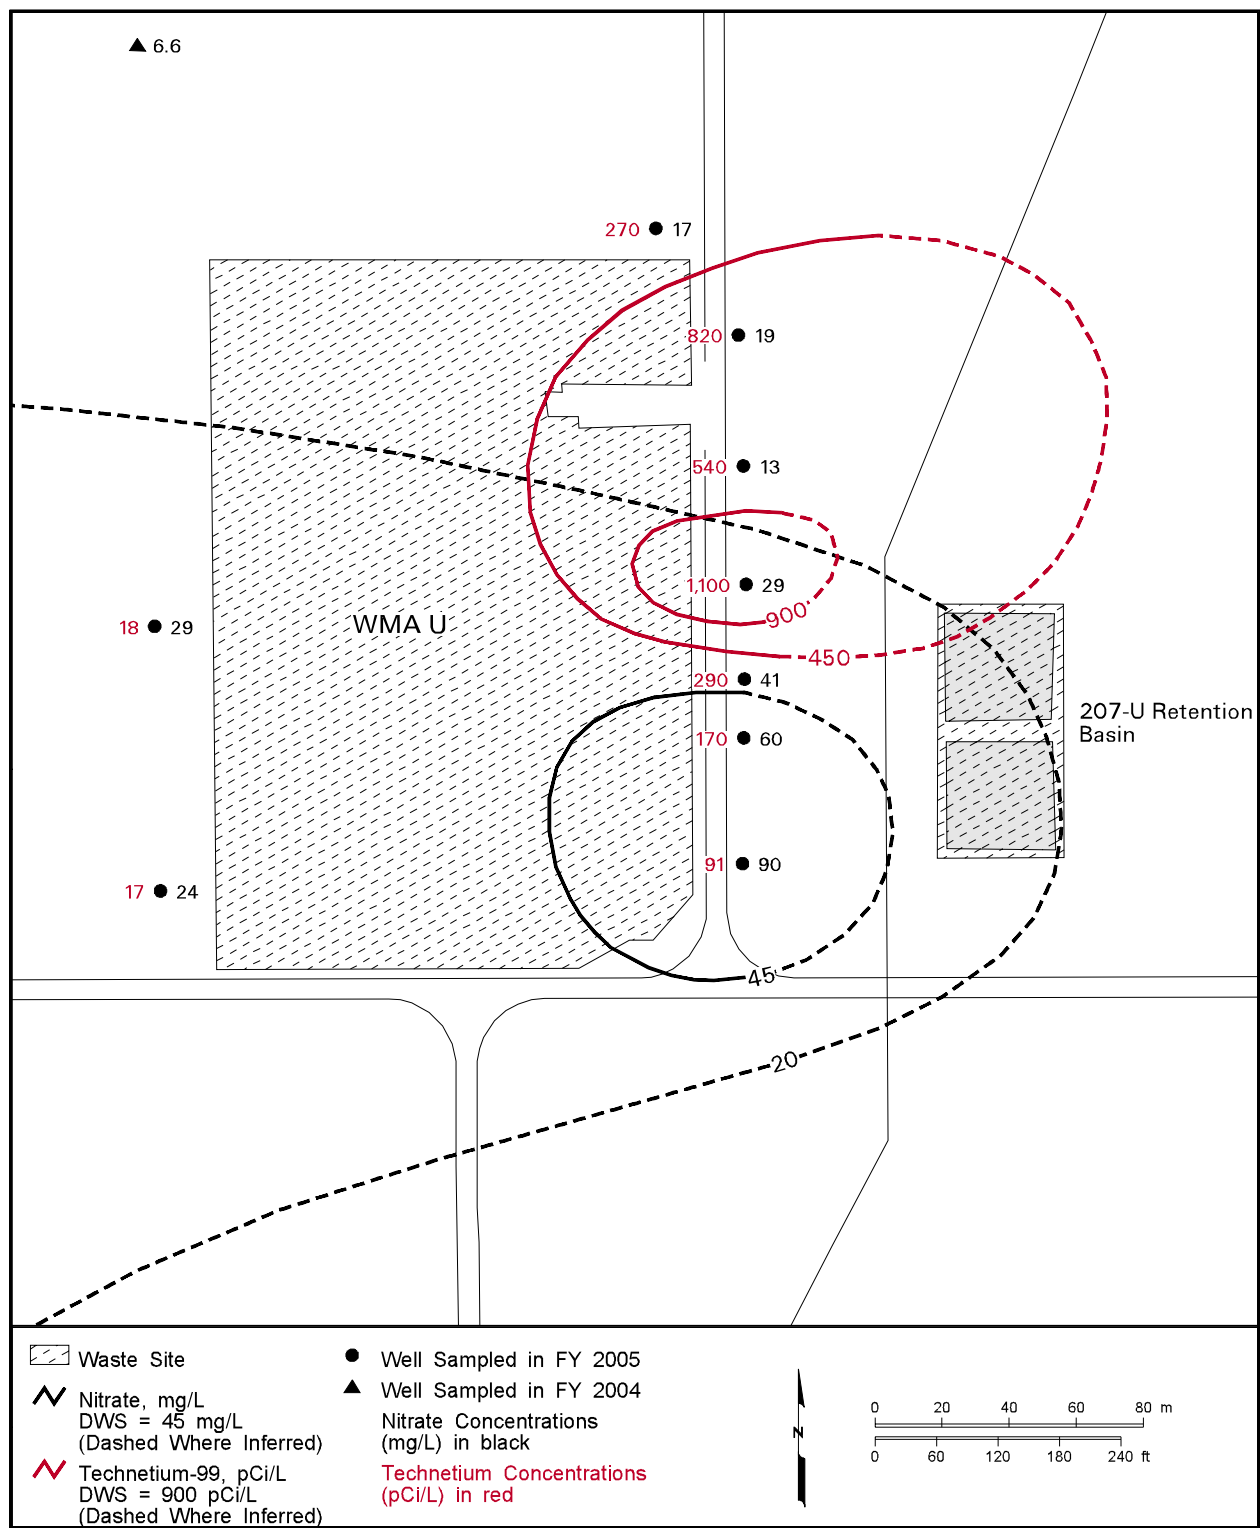 6.6
270 17
820 19
540 13
1,100 29
900
18 29
WMA U
450
290 41
207-U Retention
Basin
170 60
91 90
17 24
45
20
Waste Site
Nitrate, mg/L
DWS = 45 mg/L
(Dashed Where Inferred)
Technetium-99, pCi/L
DWS = 900 pCi/L
(Dashed Where Inferred)
Well Sampled in FY 2005
Well Sampled in FY 2004
Nitrate Concentrations
(mg/L) in black
Technetium Concentrations
(pCi/L) in red
N
0 20 40 60 80 m
0 60 120 180 240 ft